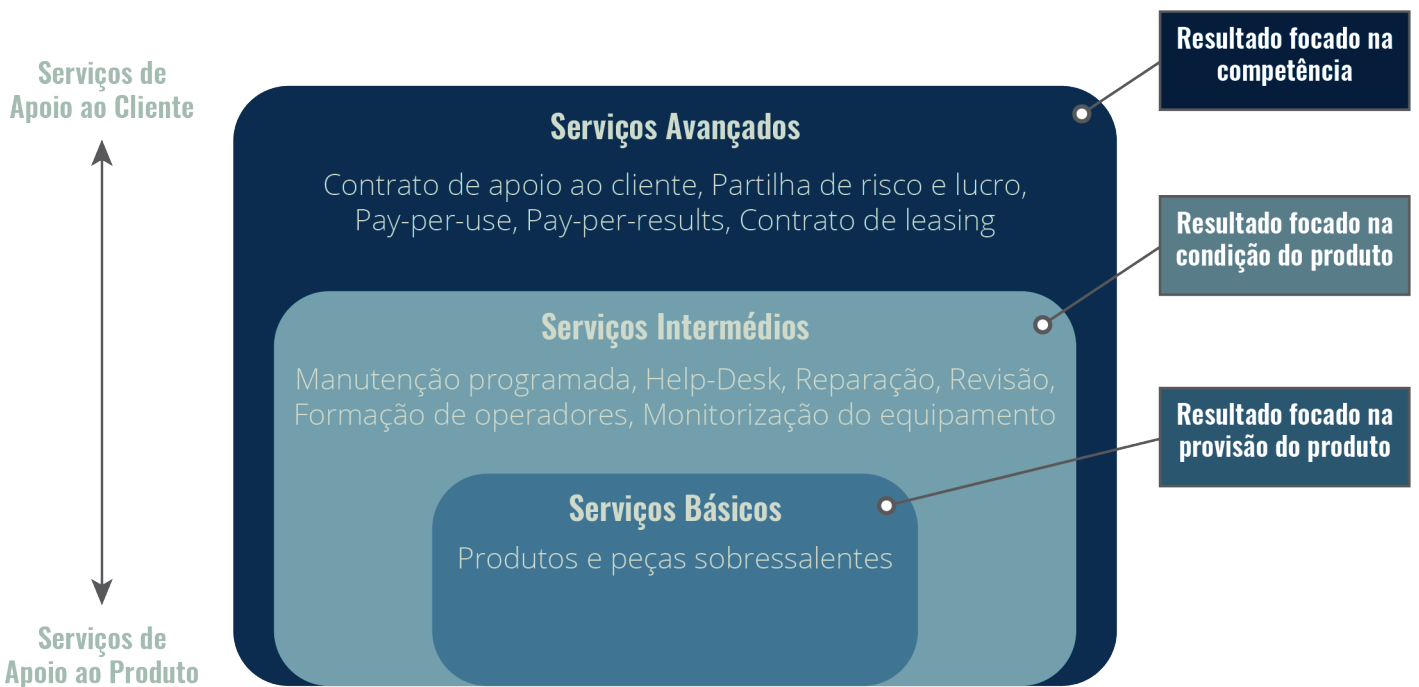 Serviços de
Apoio ao Cliente
Serviços Avançados
Contrato de apoio ao cliente, Partilha de risco e lucro,
Pay-per-use, Pay-per-results, Contrato de leasing
Resultado focado na
competência
Serviços Intermédios
Manutenção programada, Help-Desk, Reparação, Revisão,
Formação de operadores, Monitorização do equipamento
Resultado focado na
condição do produto
Serviços Básicos
Produtos e peças sobressalentes
Resultado focado na
provisão do produto
Serviços de
Apoio ao Produto